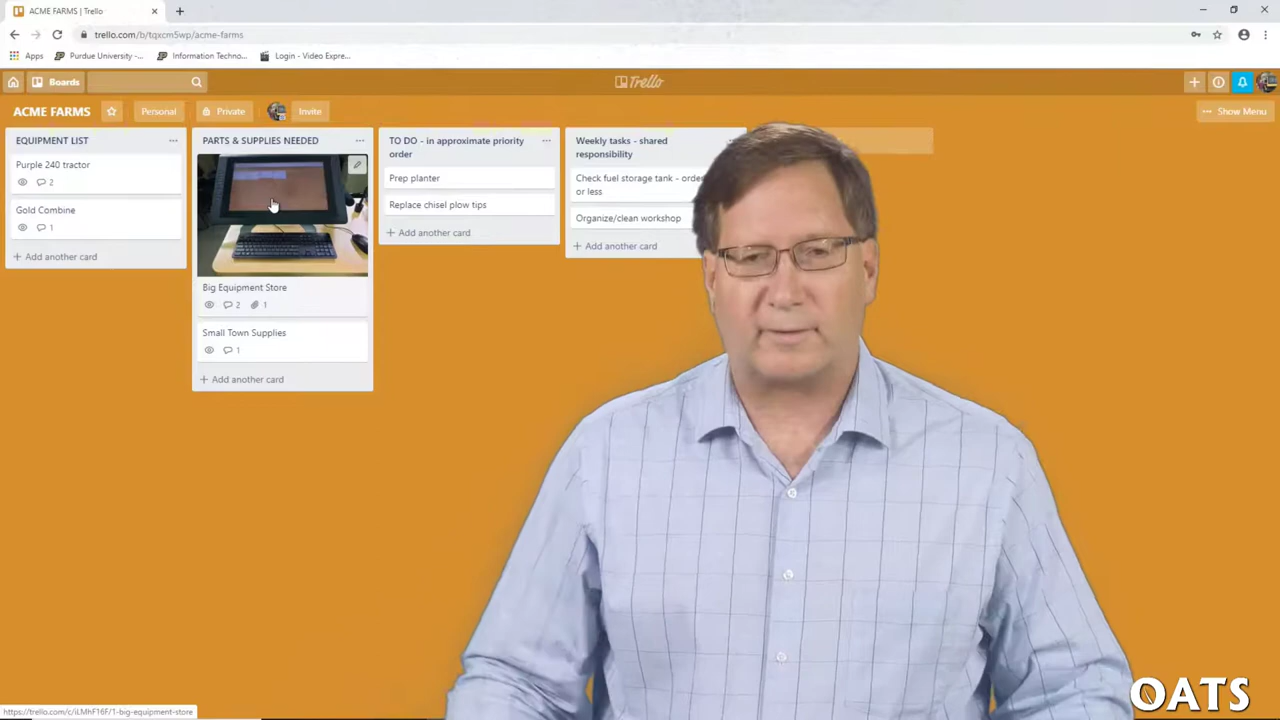 ACME FARMS | Trello
trello.com/b/tqxcm5wp/acme-farms
Apps Purdue University -... Information Techno... Login - Video Expre...
Boards Trello
ACME FARMS Personal Private Invite Show Menu
EQUIPMENT LIST
Purple 240 tractor
2
Gold Combine
1
+ Add another card
PARTS & SUPPLIES NEEDED
Big Equipment Store
2 1
Small Town Supplies
1
+ Add another card
TO DO - in approximate priority
order
Prep planter
Replace chisel plow tips
+ Add another card
Weekly tasks - shared
responsibility
Check fuel storage tank - order
or less
Organize/clean workshop
+ Add another card
https://trello.com/c/iLMhF16F/1-big-equipment-store
OATS